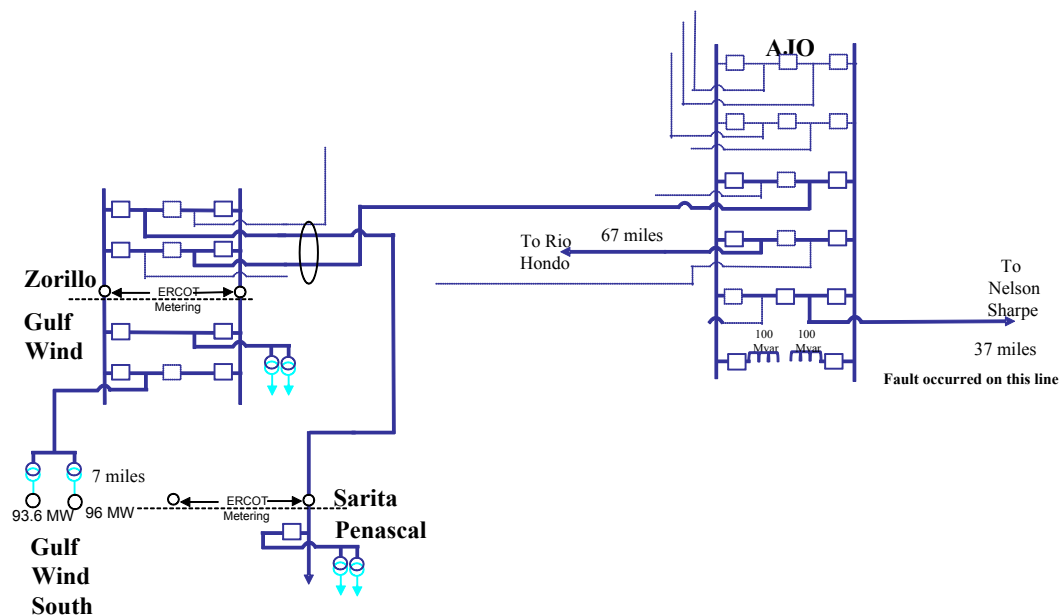 AJO
To Rio
Hondo
67 miles
To
Nelson
Sharpe
37 miles
Fault occurred on this line
100
Mvar
100
Mvar
Zorillo
ERCOT
Metering
Gulf
Wind
7 miles
93.6 MW
96 MW
Gulf
Wind
South
ERCOT
Metering
Sarita
Penascal